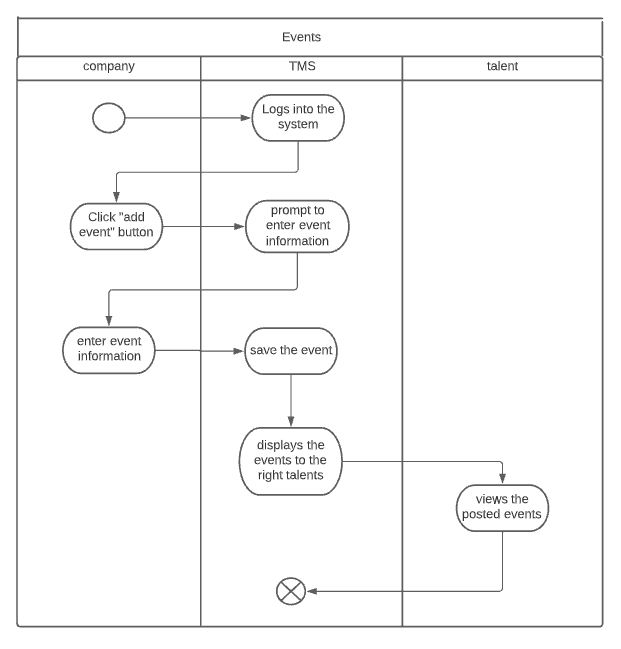 Events
company
TMS
talent
Logs into the
system
Click "add
event" button
prompt to
enter event
information
enter event
information
save the event
displays the
events to the
right talents
views the
posted events